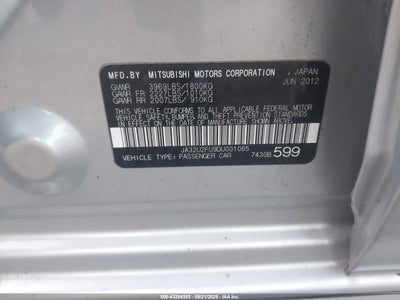 MFD.BY MITSUBISHI MOTORS CORPORATION JAPAN
GVWR 3969LBS/1800KG JUN 2012
GAWR FR 2227LBS/1010KG
GAWR RR 2007LBS/ 910KG
THIS VEHICLE CONFORMS TO ALL APPLICABLE FEDERAL MOTOR
VEHICLE SAFETY, BUMPER AND THEFT PREVENTION STANDARDS
IN EFFECT ON THE DATE OF MANUFACTURE SHOWN ABOVE.
JA32U2FU9DU001065
VEHICLE TYPE: PASSENGER CAR 7430B 599